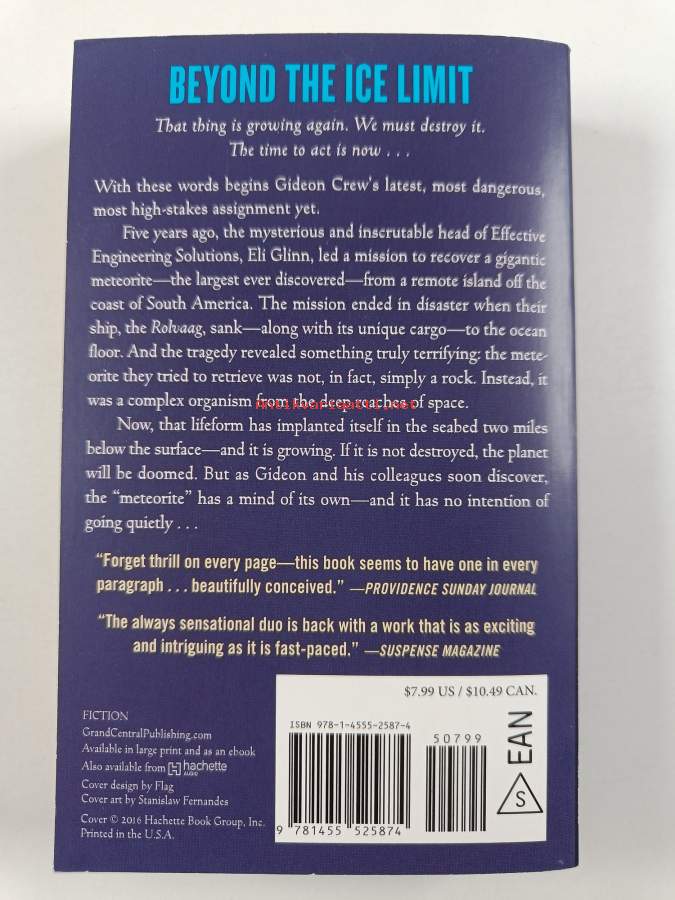 BEYOND THE ICE LIMIT
That thing is growing again. We must destroy it.
The time to act is now . . .
With these words begins Gideon Crew's latest, most dangerous,
most high-stakes assignment yet.
Five years ago, the mysterious and inscrutable head of Effective
Engineering Solutions, Eli Glinn, led a mission to recover a gigantic
meteorite—the largest ever discovered—from a remote island off the
coast of South America. The mission ended in disaster when their
ship, the Rolvaag, sank—along with its unique cargo—to the ocean
floor. And the tragedy revealed something truly terrifying: the mete-
orite they tried to retrieve was not, in fact, simply a rock. Instead, it
was a complex organism from the deep reaches of space.
Antikvariaatti.net
Now, that lifeform has implanted itself in the seabed two miles
below the surface—and it is growing. If it is not destroyed, the planet
will be doomed. But as Gideon and his colleagues soon discover,
the "meteorite" has a mind of its own—and it has no intention of
going quietly . . .
"Forget thrill on every page—this book seems to have one in every
paragraph . . . beautifully conceived." —PROVIDENCE SUNDAY JOURNAL
"The always sensational duo is back with a work that is as exciting
and intriguing as it is fast-paced." —SUSPENSE MAGAZINE
FICTION
GrandCentralPublishing.com
Available in large print and as an ebook
Also available from H hachette
AUDIO
Cover design by Flag
Cover art by Stanislaw Fernandes
Cover © 2016 Hachette Book Group, Inc.
Printed in the U.S.A.
$7.99 US / $10.49 CAN.
ISBN 978-1-4555-2587-4
50799
9 781455 525874
EAN
S